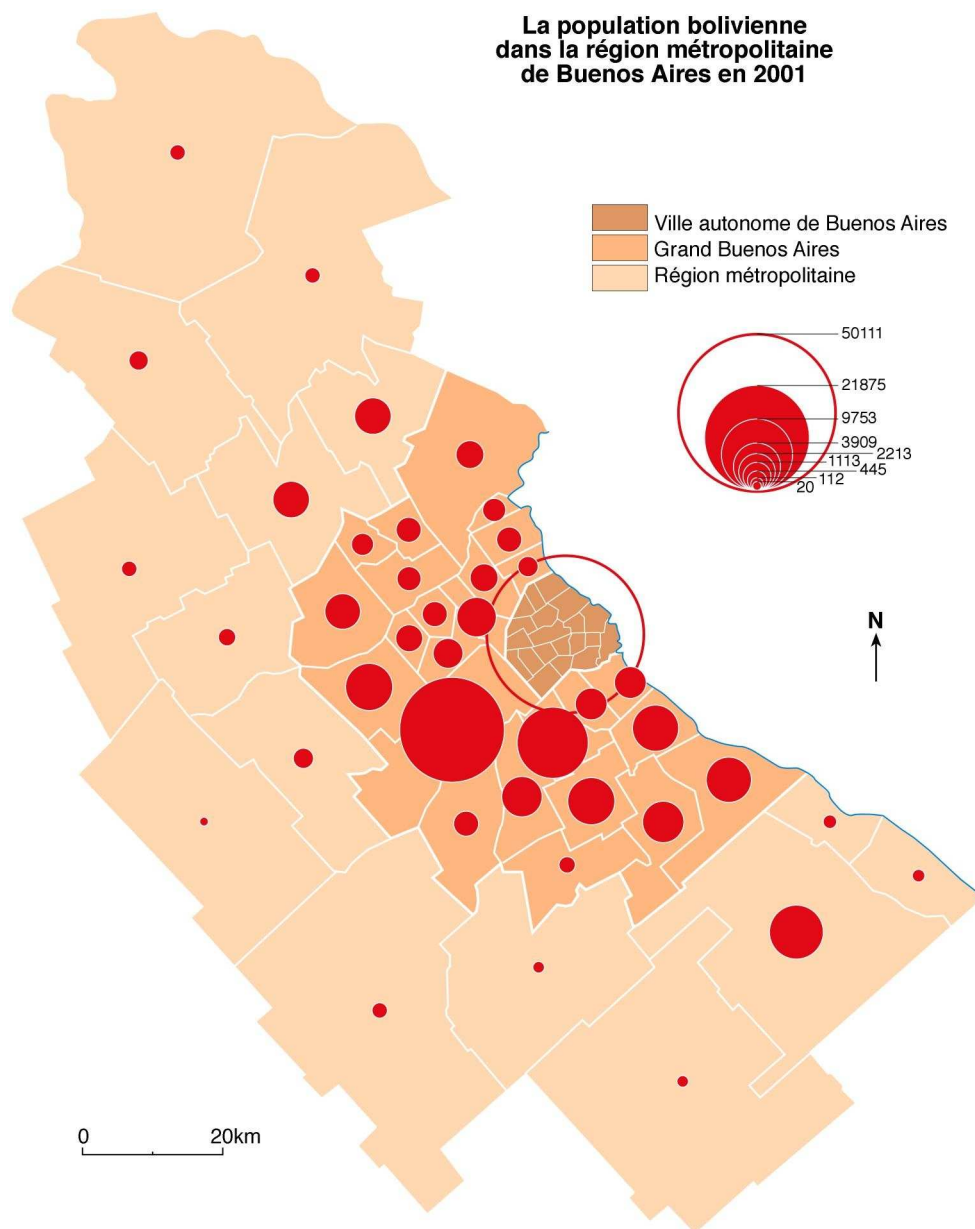 La population bolivienne
dans la région métropolitaine
de Buenos Aires en 2001
Ville autonome de Buenos Aires
Grand Buenos Aires
Région métropolitaine
50111
21875
9753
3909
2213
1113
445
112
20
N
0 20km